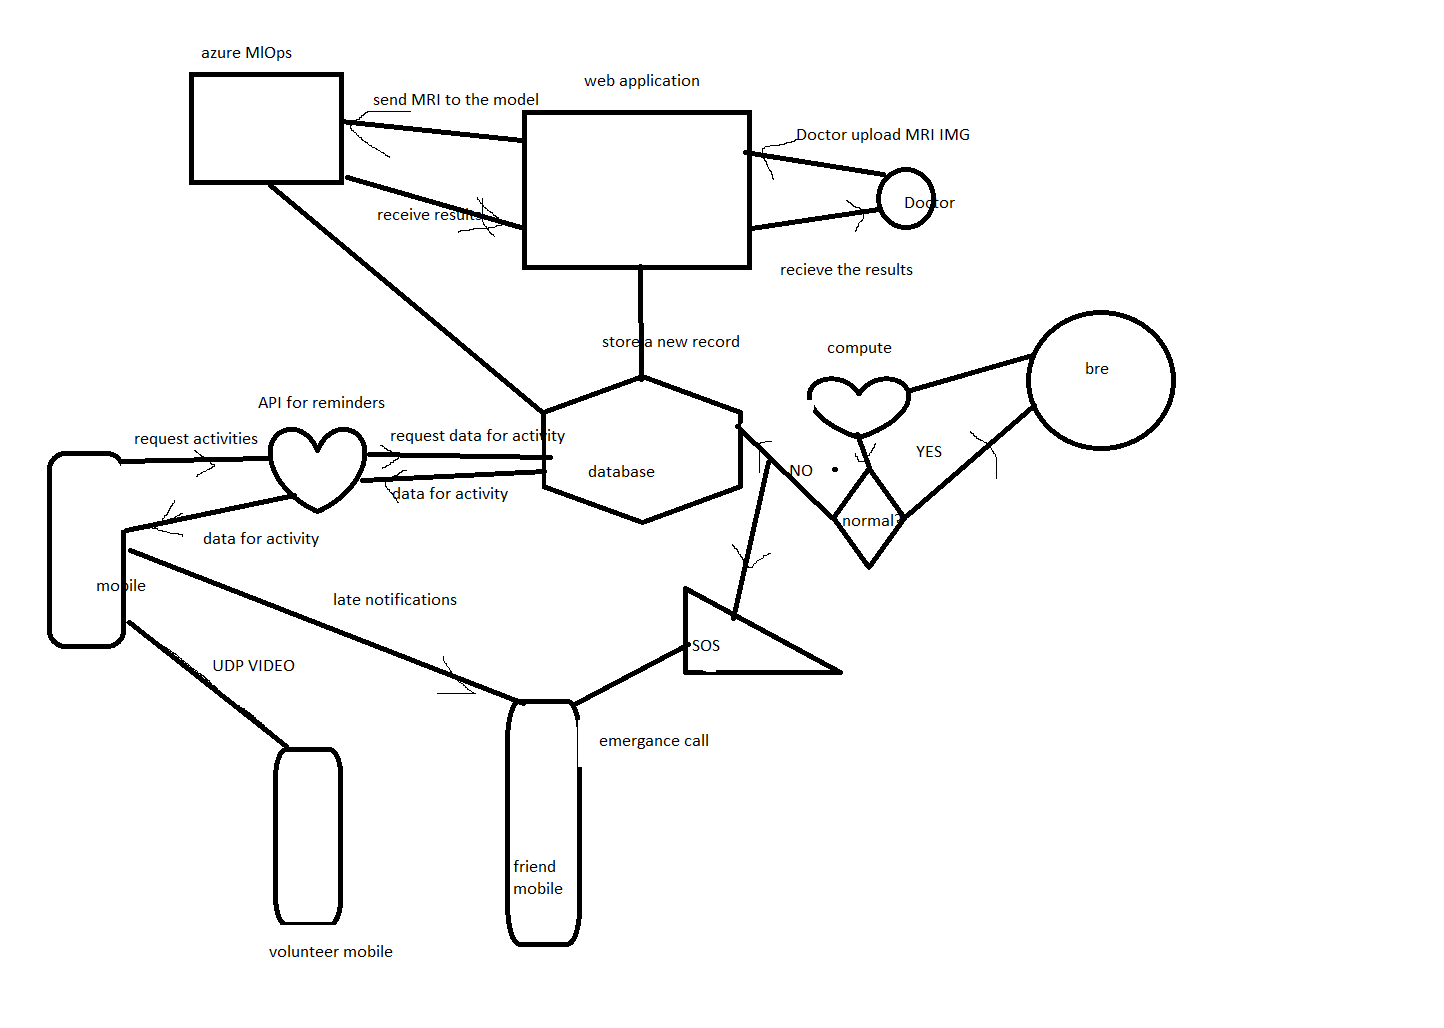 azure MlOps
web application
send MRI to the model
Doctor upload MRI IMG
Doctor
receive results
recieve the results
store a new record
compute
bre
API for reminders
request activities
request data for activity
YES
NO
database
data for activity
normal?
data for activity
mobile
late notifications
SOS
UDP VIDEO
emergance call
friend
mobile
volunteer mobile